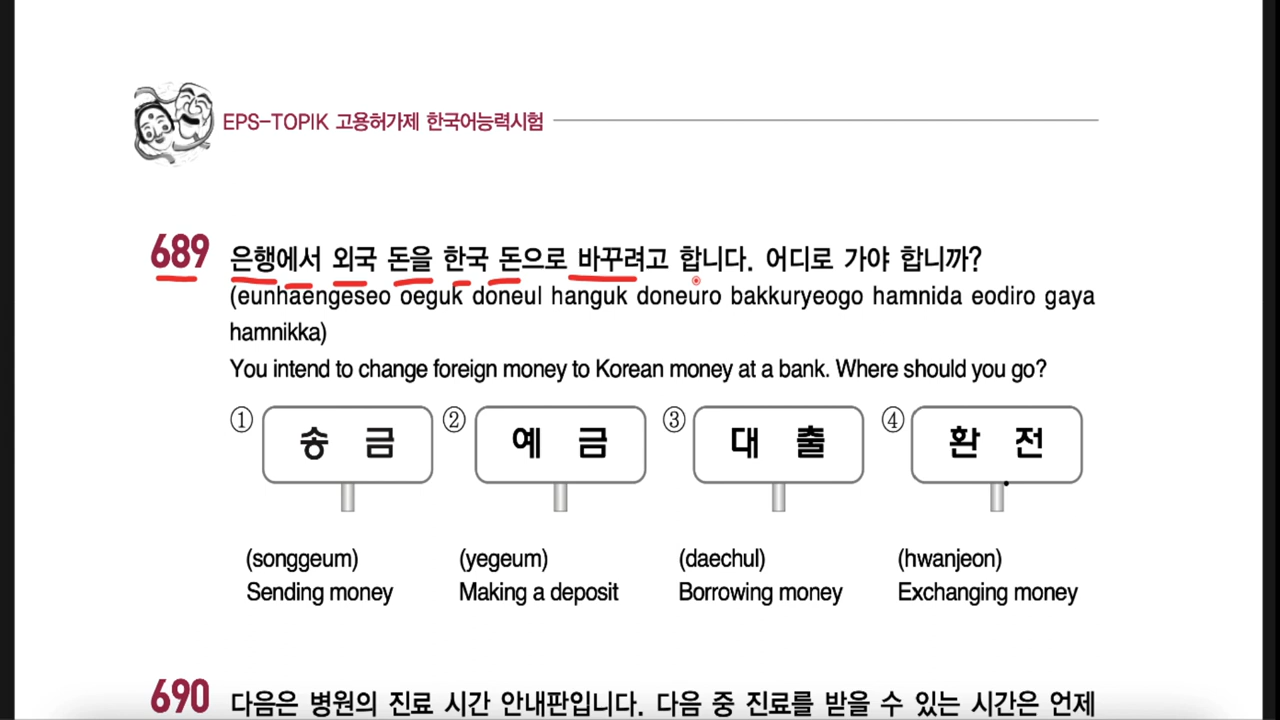 EPS-TOPIK 고용허가제 한국어능력시험
689 은행에서 외국 돈을 한국 돈으로 바꾸려고 합니다. 어디로 가야 합니까?
(eunhaengeseo oeguk doneul hanguk doneuro bakkuryeogo hamnida eodiro gaya
hamnikka)
You intend to change foreign money to Korean money at a bank. Where should you go?
① 송 금 ② 예 금 ③ 대 출 ④ 환 전
(songgeum) (yegeum) (daechul) (hwanjeon)
Sending money Making a deposit Borrowing money Exchanging money
690 다음은 병원의 진료 시간 안내판입니다. 다음 중 진료를 받을 수 있는 시간은 언제